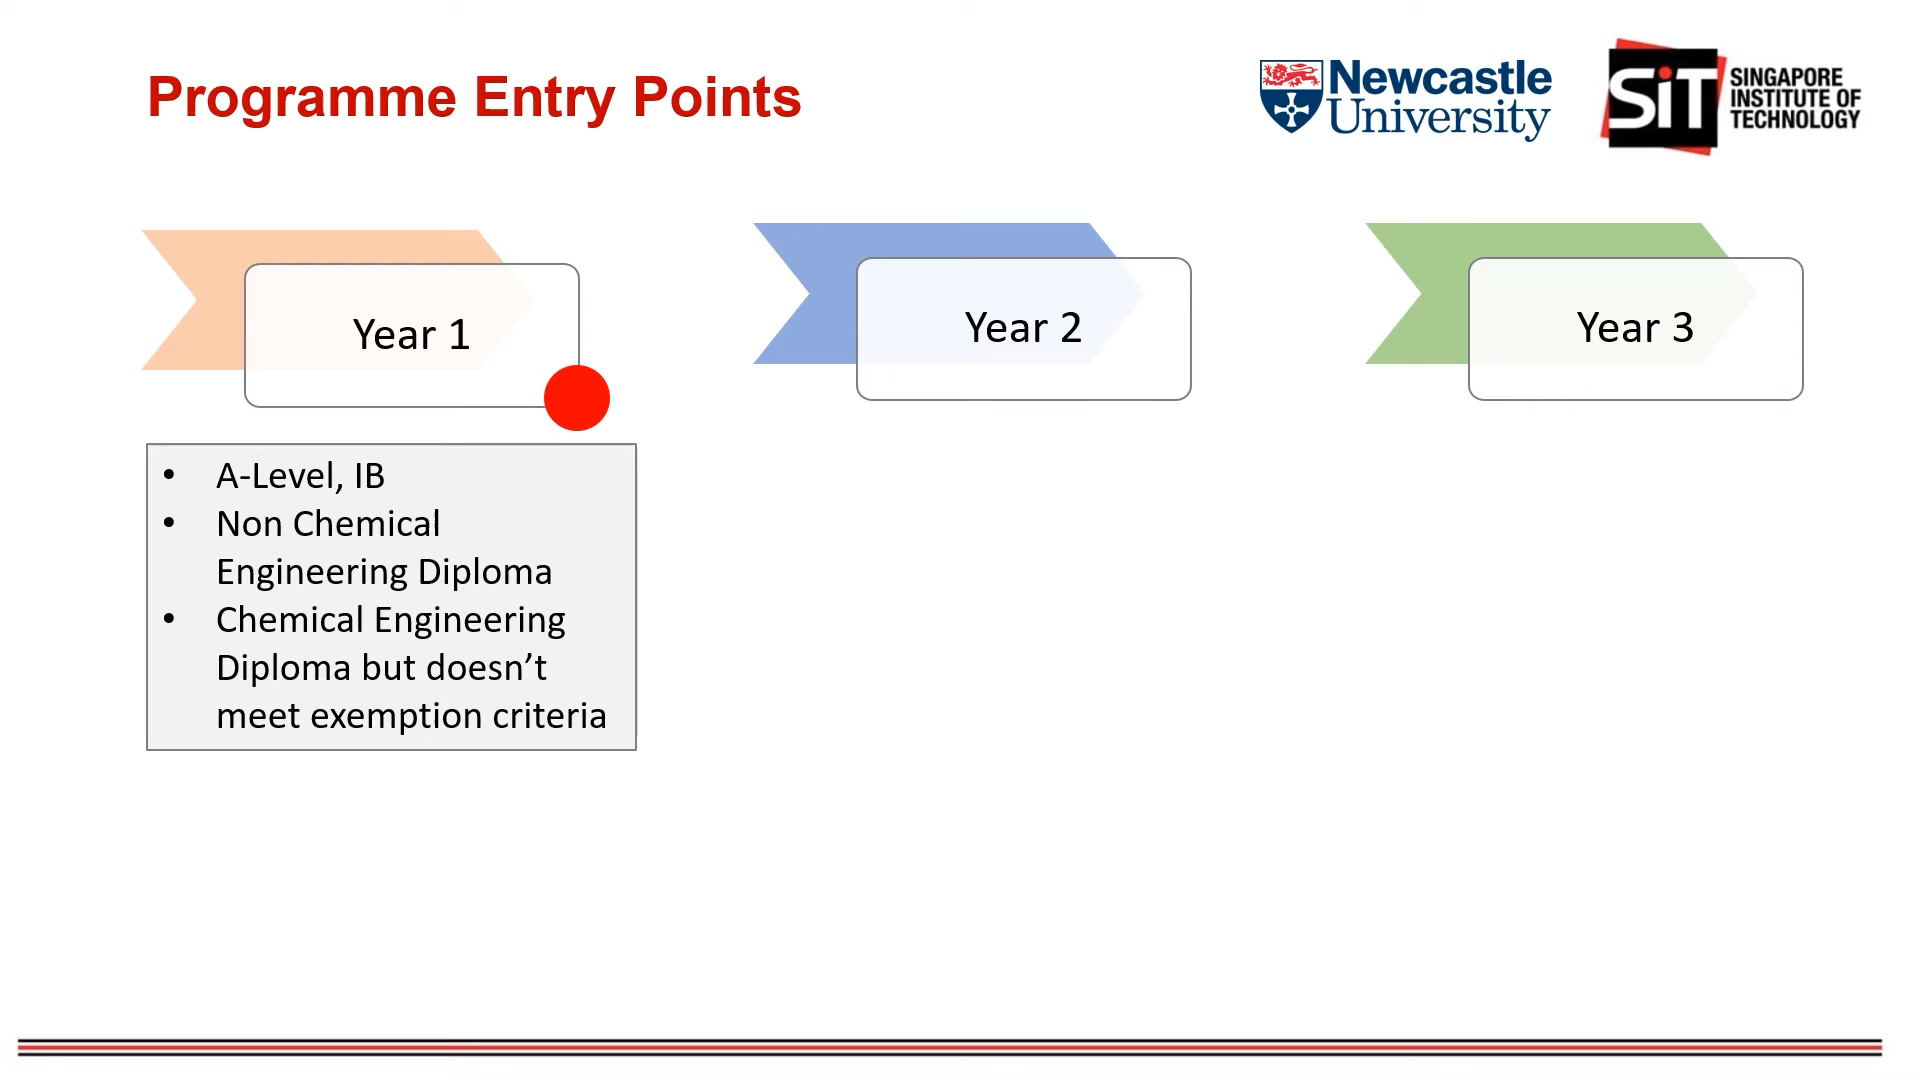 Programme Entry Points
Newcastle
University
SiT
SINGAPORE
INSTITUTE OF
TECHNOLOGY
Year 1
Year 2
Year 3
• A-Level, IB
• Non Chemical
Engineering Diploma
• Chemical Engineering
Diploma but doesn’t
meet exemption criteria